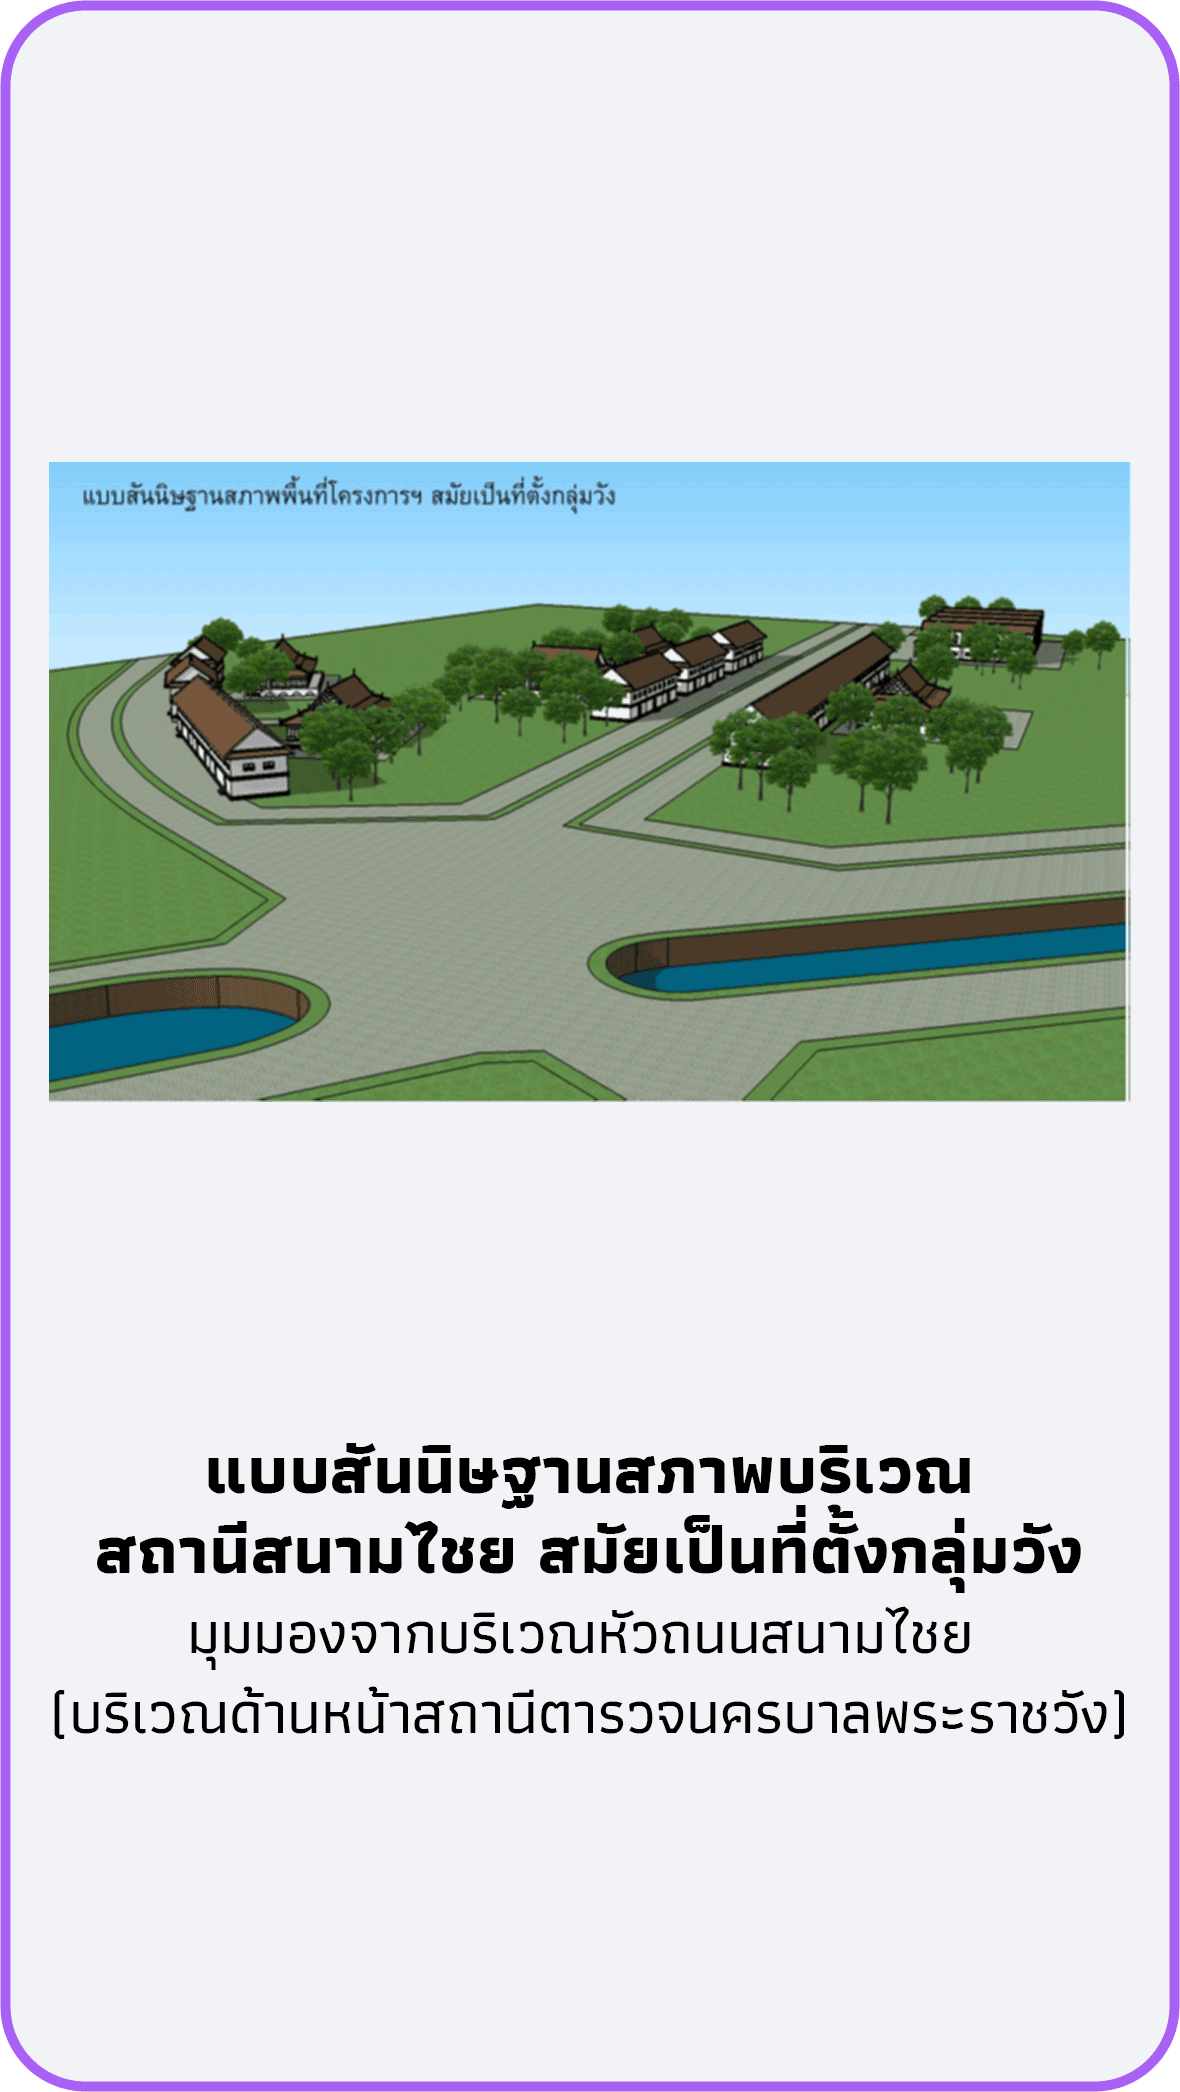 แบบสันนิษฐานสภาพพื้นที่โครงการฯ สมัยเป็นที่ตั้งกลุ่มวัง
แบบสันนิษฐานสภาพบริเวณ
สถานีสนามไชย สมัยเป็นที่ตั้งกลุ่มวัง
มุมมองจากบริเวณหัวถนนสนามไชย
(บริเวณด้านหน้าสถานีตารวจนครบาลพระราชวัง)